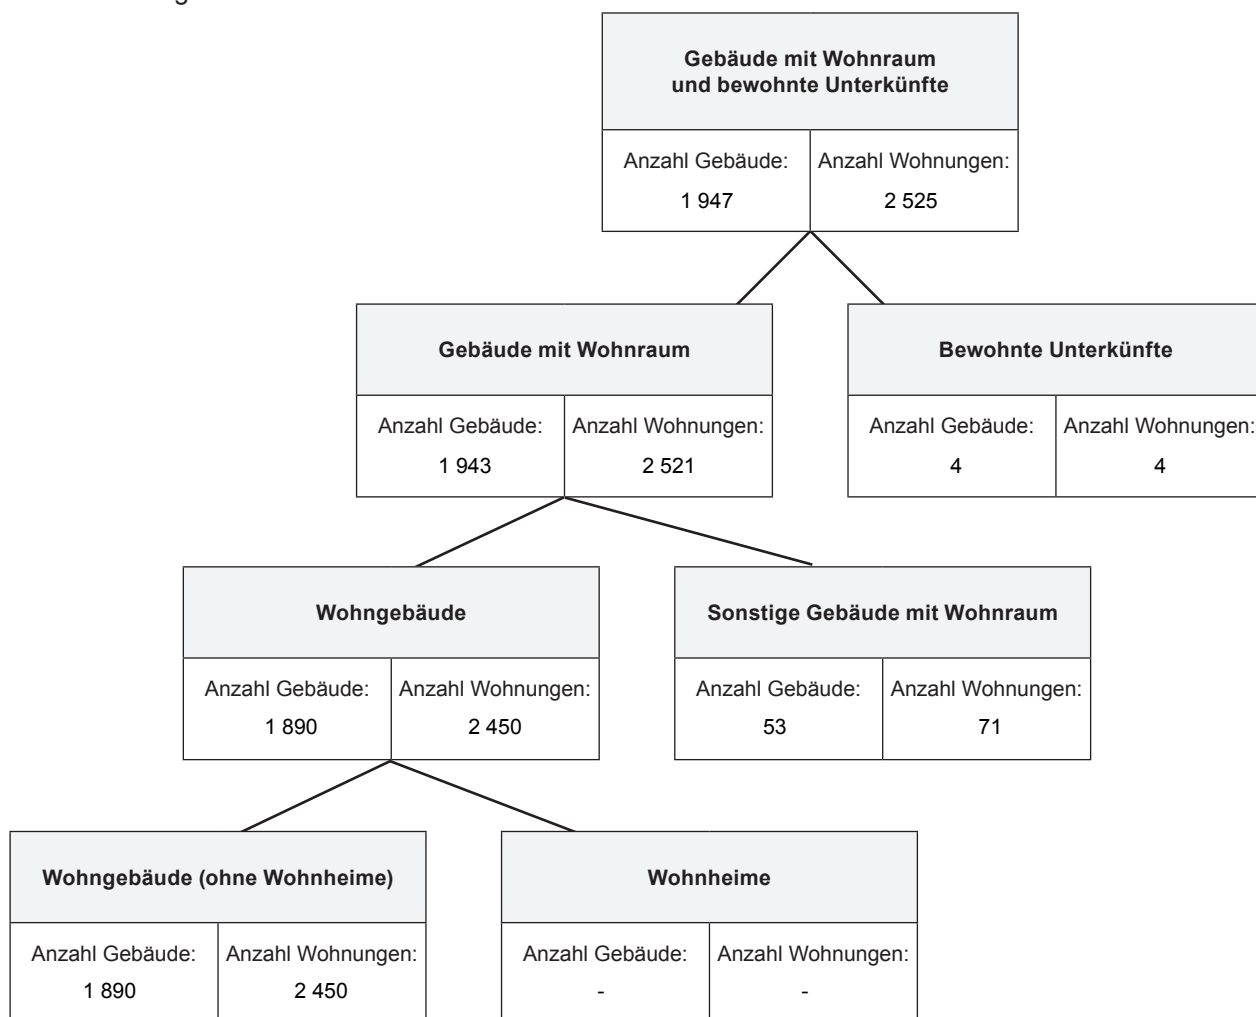 Gebäude mit Wohnraum
und bewohnte Unterkünfte
Anzahl Gebäude: Anzahl Wohnungen:
1 947 2 525
Gebäude mit Wohnraum Bewohnte Unterkünfte
Anzahl Gebäude: Anzahl Wohnungen: Anzahl Gebäude: Anzahl Wohnungen:
1 943 2 521 4 4
Wohngebäude Sonstige Gebäude mit Wohnraum
Anzahl Gebäude: Anzahl Wohnungen: Anzahl Gebäude: Anzahl Wohnungen:
1 890 2 450 53 71
Wohngebäude (ohne Wohnheime) Wohnheime
Anzahl Gebäude: Anzahl Wohnungen: Anzahl Gebäude: Anzahl Wohnungen:
1 890 2 450 - -